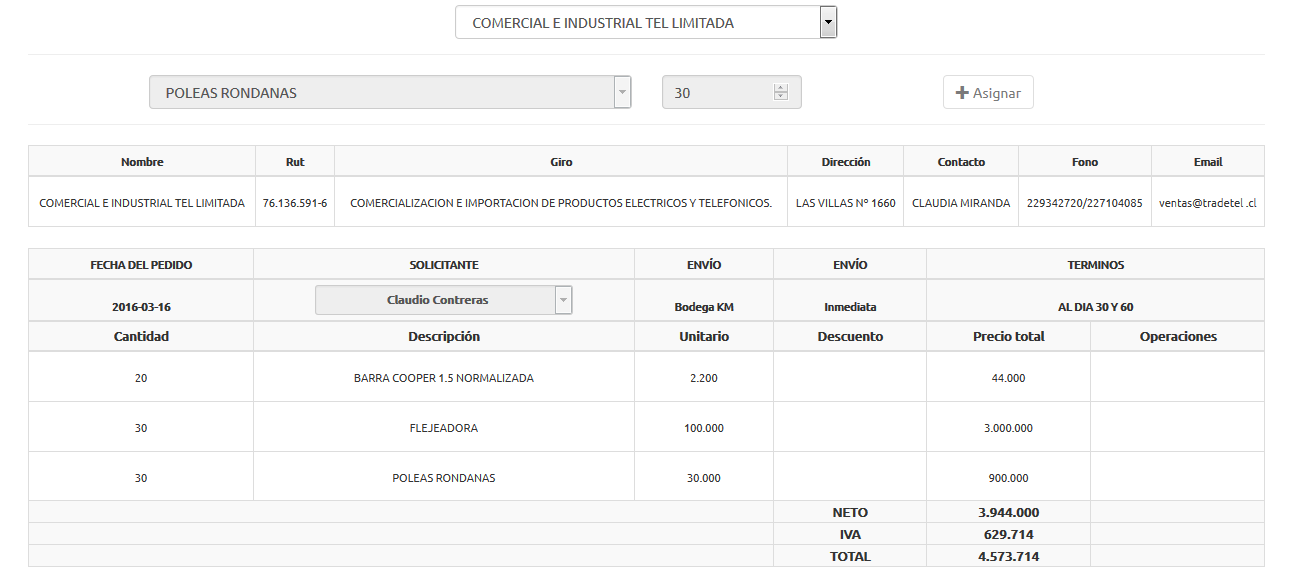 COMERCIAL E INDUSTRIAL TEL LIMITADA
POLEAS RONDANAS 30 Asignar
Nombre Rut Giro Dirección Contacto Fono Email
COMERCIAL E INDUSTRIAL TEL LIMITADA 76.136.591-6 COMERCIALIZACION E IMPORTACION DE PRODUCTOS ELECTRICOS Y TELEFONICOS. LAS VILLAS Nº 1660 CLAUDIA MIRANDA 229342720/227104085 ventas@tradetel .cl
FECHA DEL PEDIDO SOLICITANTE ENVÍO ENVÍO TERMINOS
2016-03-16 Claudio Contreras Bodega KM Inmediata AL DIA 30 Y 60
Cantidad Descripción Unitario Descuento Precio total Operaciones
20 BARRA COOPER 1.5 NORMALIZADA 2.200 44.000
30 FLEJEADORA 100.000 3.000.000
30 POLEAS RONDANAS 30.000 900.000
NETO 3.944.000
IVA 629.714
TOTAL 4.573.714